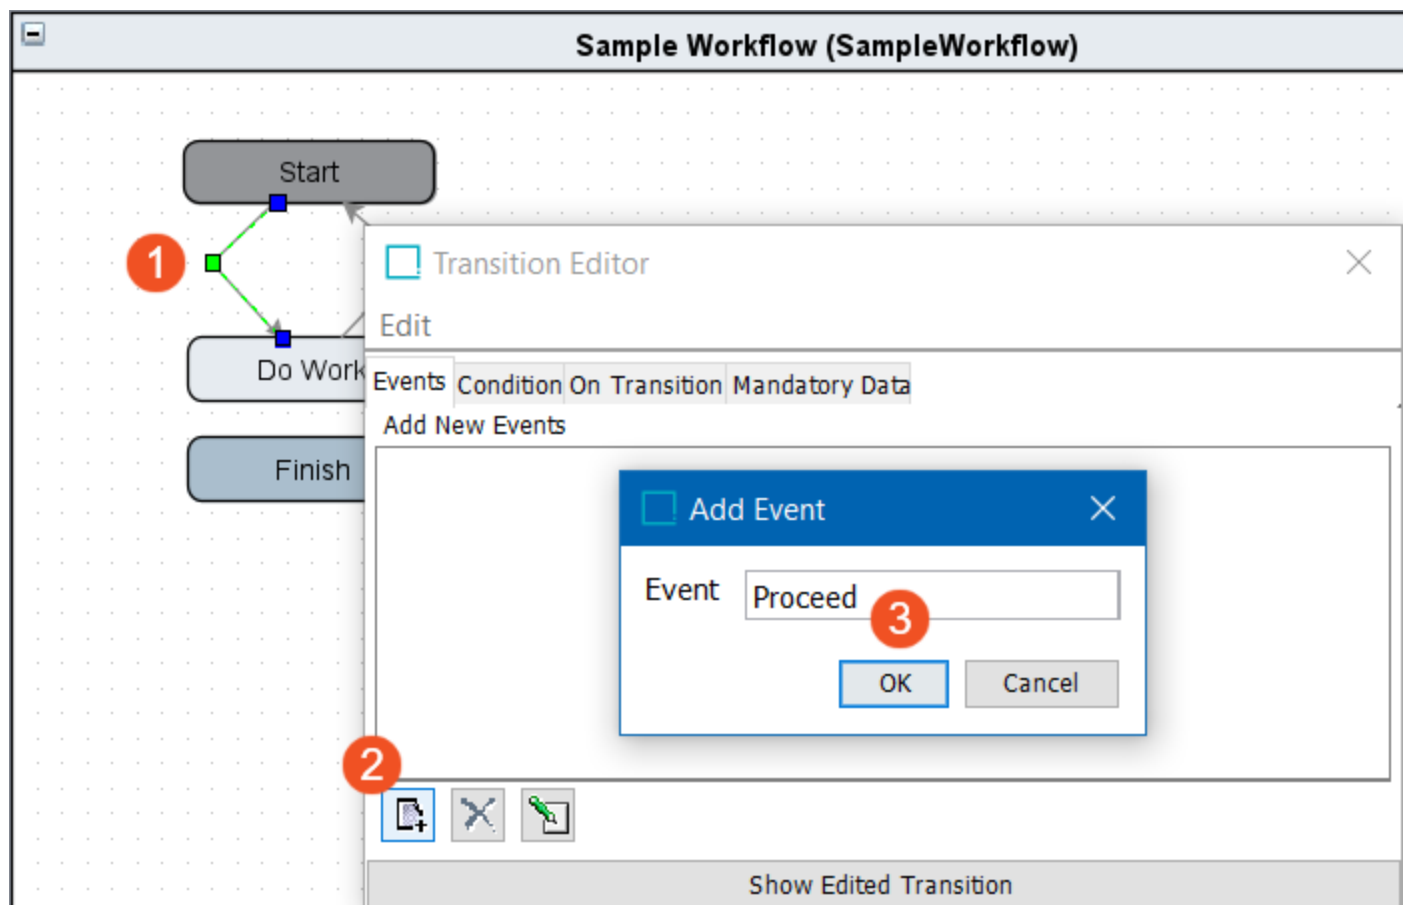 Sample Workflow (SampleWorkflow)
Start
1
Transition Editor
Edit
Do Work
Events Condition On Transition Mandatory Data
Add New Events
Finish
Add Event
Event Proceed
3
OK Cancel
2
Show Edited Transition